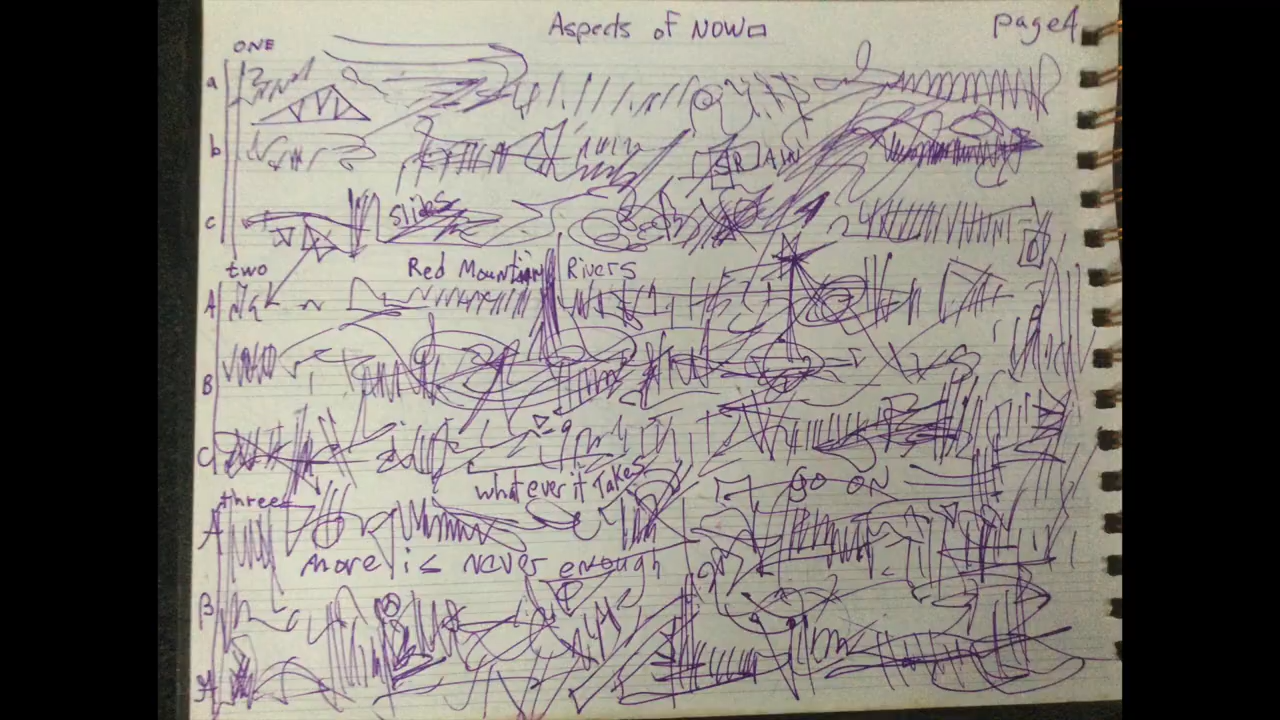 Aspects of NOW page4
ONE
a
b
SRAIN
c slides
two
Red Mountain Rivers
A
B
C
whatever it Takes GO ON
three
A
more is never enough
B